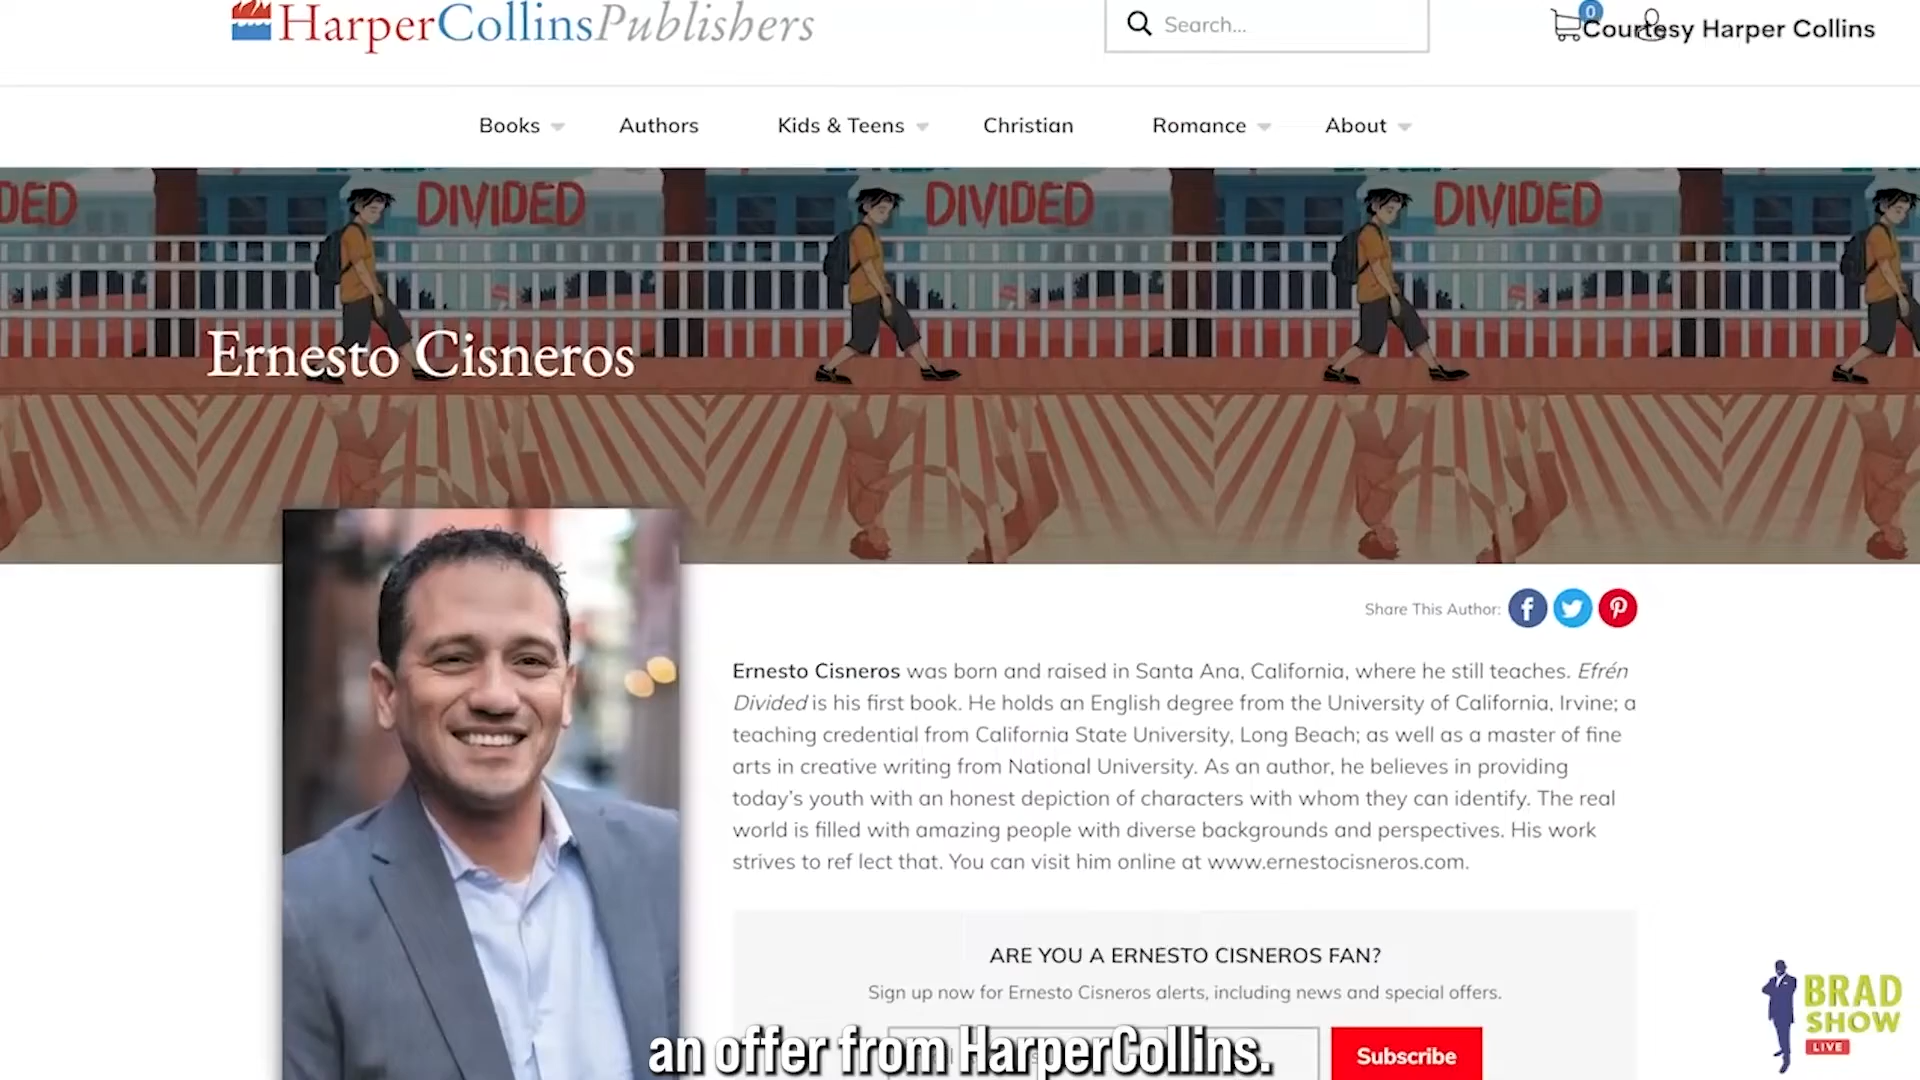 HarperCollinsPublishers
Search...
0
Courtesy Harper Collins
Books
Authors
Kids & Teens
Christian
Romance
About
DED
DIVIDED
DIVIDED
DIVIDED
Ernesto Cisneros
Share This Author:
Ernesto Cisneros was born and raised in Santa Ana, California, where he still teaches. Efrén
Divided is his first book. He holds an English degree from the University of California, Irvine; a
teaching credential from California State University, Long Beach; as well as a master of fine
arts in creative writing from National University. As an author, he believes in providing
today’s youth with an honest depiction of characters with whom they can identify. The real
world is filled with amazing people with diverse backgrounds and perspectives. His work
strives to ref lect that. You can visit him online at www.ernestocisneros.com.
ARE YOU A ERNESTO CISNEROS FAN?
Sign up now for Ernesto Cisneros alerts, including news and special offers.
Subscribe
an offer from HarperCollins.
BRAD
SHOW
LIVE